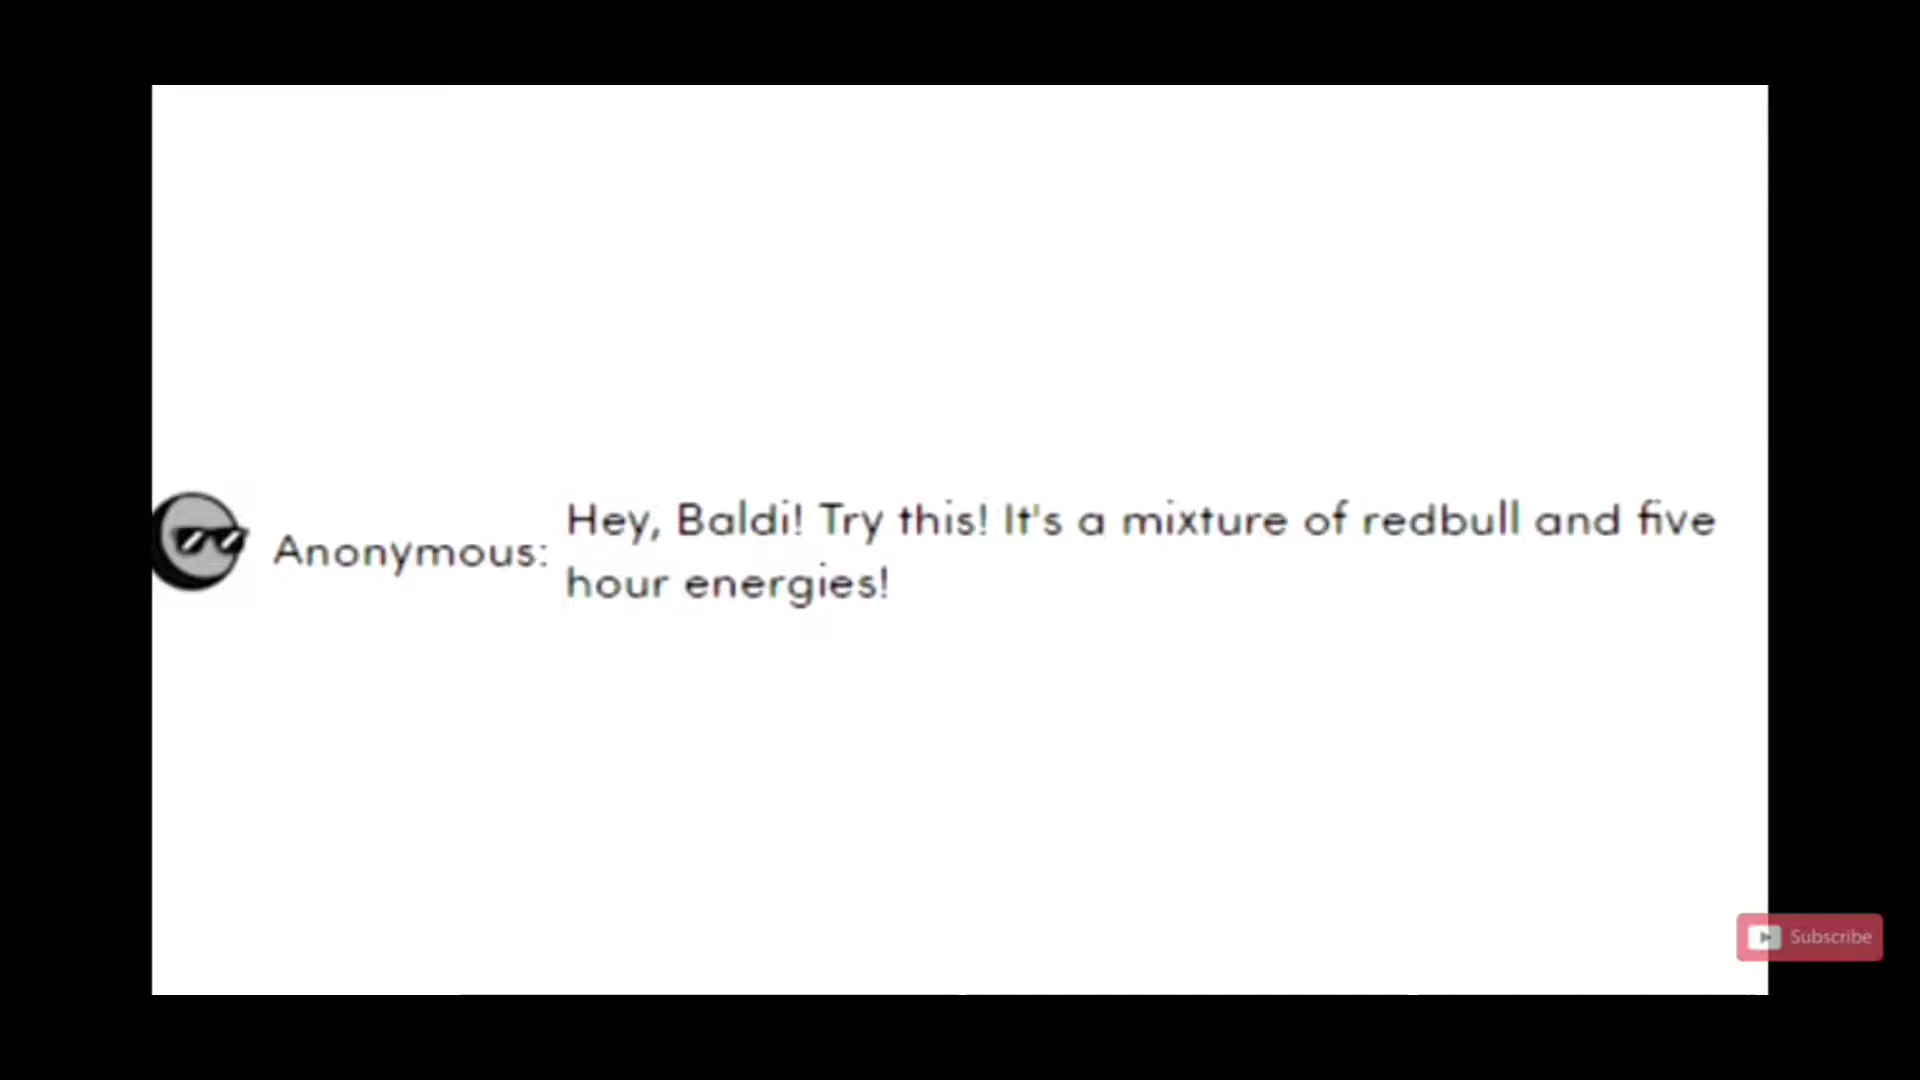 Anonymous:
Hey, Baldi! Try this! It's a mixture of redbull and five
hour energies!
Subscribe